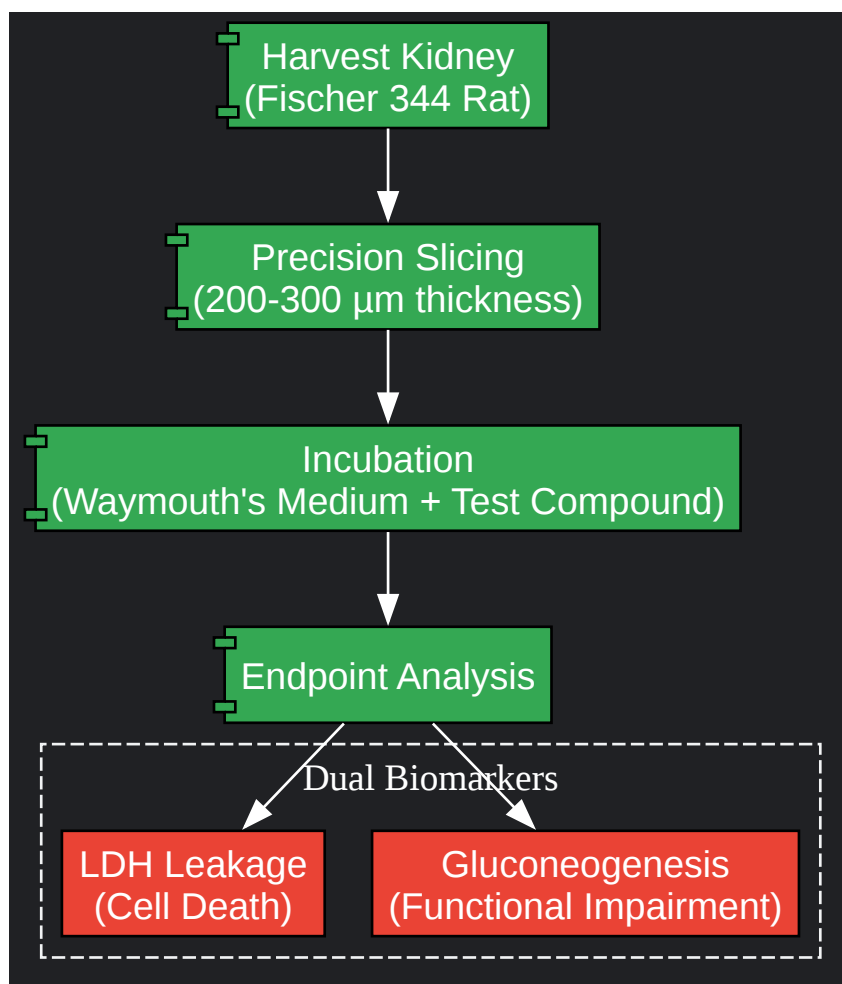 Harvest Kidney
(Fischer 344 Rat)
Precision Slicing
(200-300 µm thickness)
Incubation
(Waymouth's Medium + Test Compound)
Endpoint Analysis
Dual Biomarkers
LDH Leakage
(Cell Death)
Gluconeogenesis
(Functional Impairment)